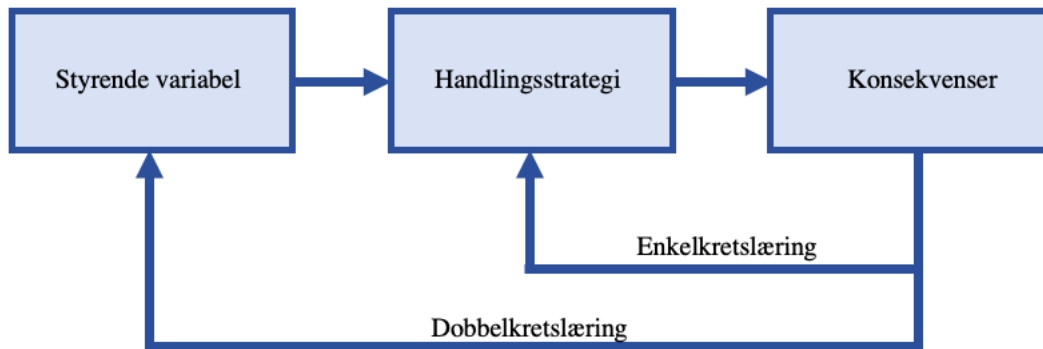 Styrende variabel
Handlingsstrategi
Konsekvenser
Enkelkretslæring
Dobbelkretslæring